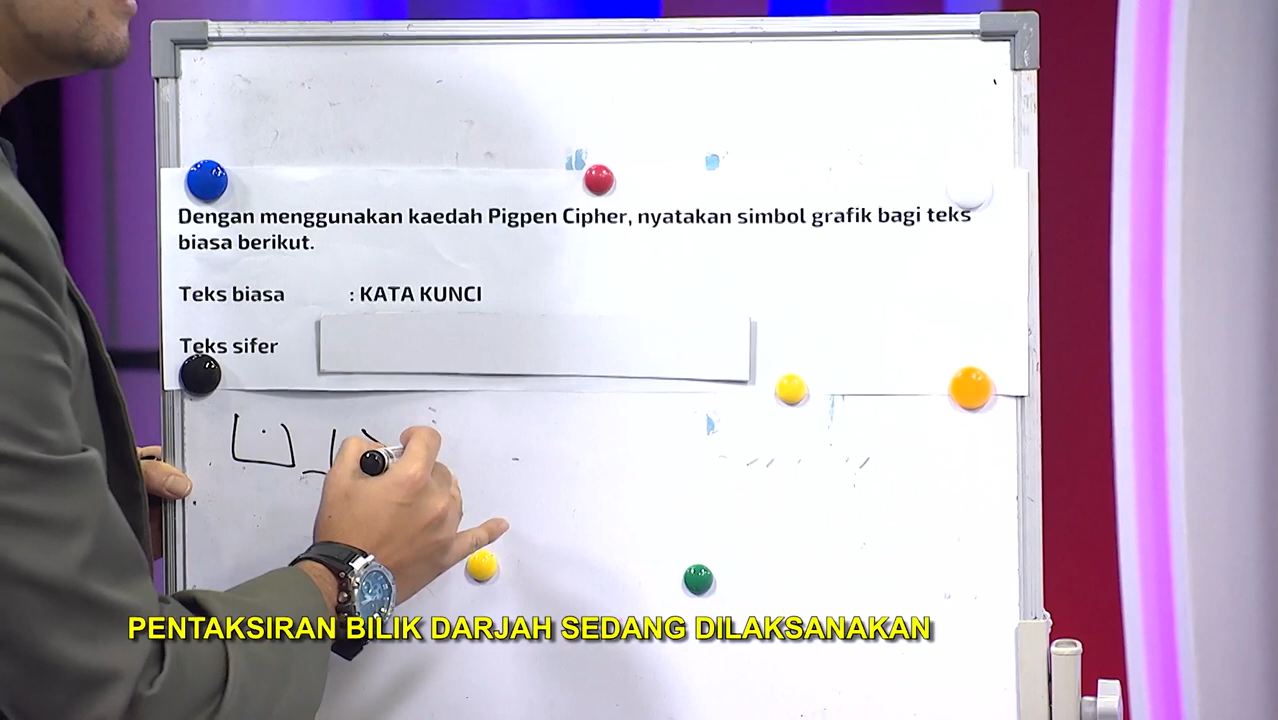 Dengan menggunakan kaedah Pigpen Cipher, nyatakan simbol grafik bagi teks
biasa berikut.
Teks biasa : KATA KUNCI
Teks sifer
PENTAKSIRAN BILIK DARJAH SEDANG DILAKSANAKAN